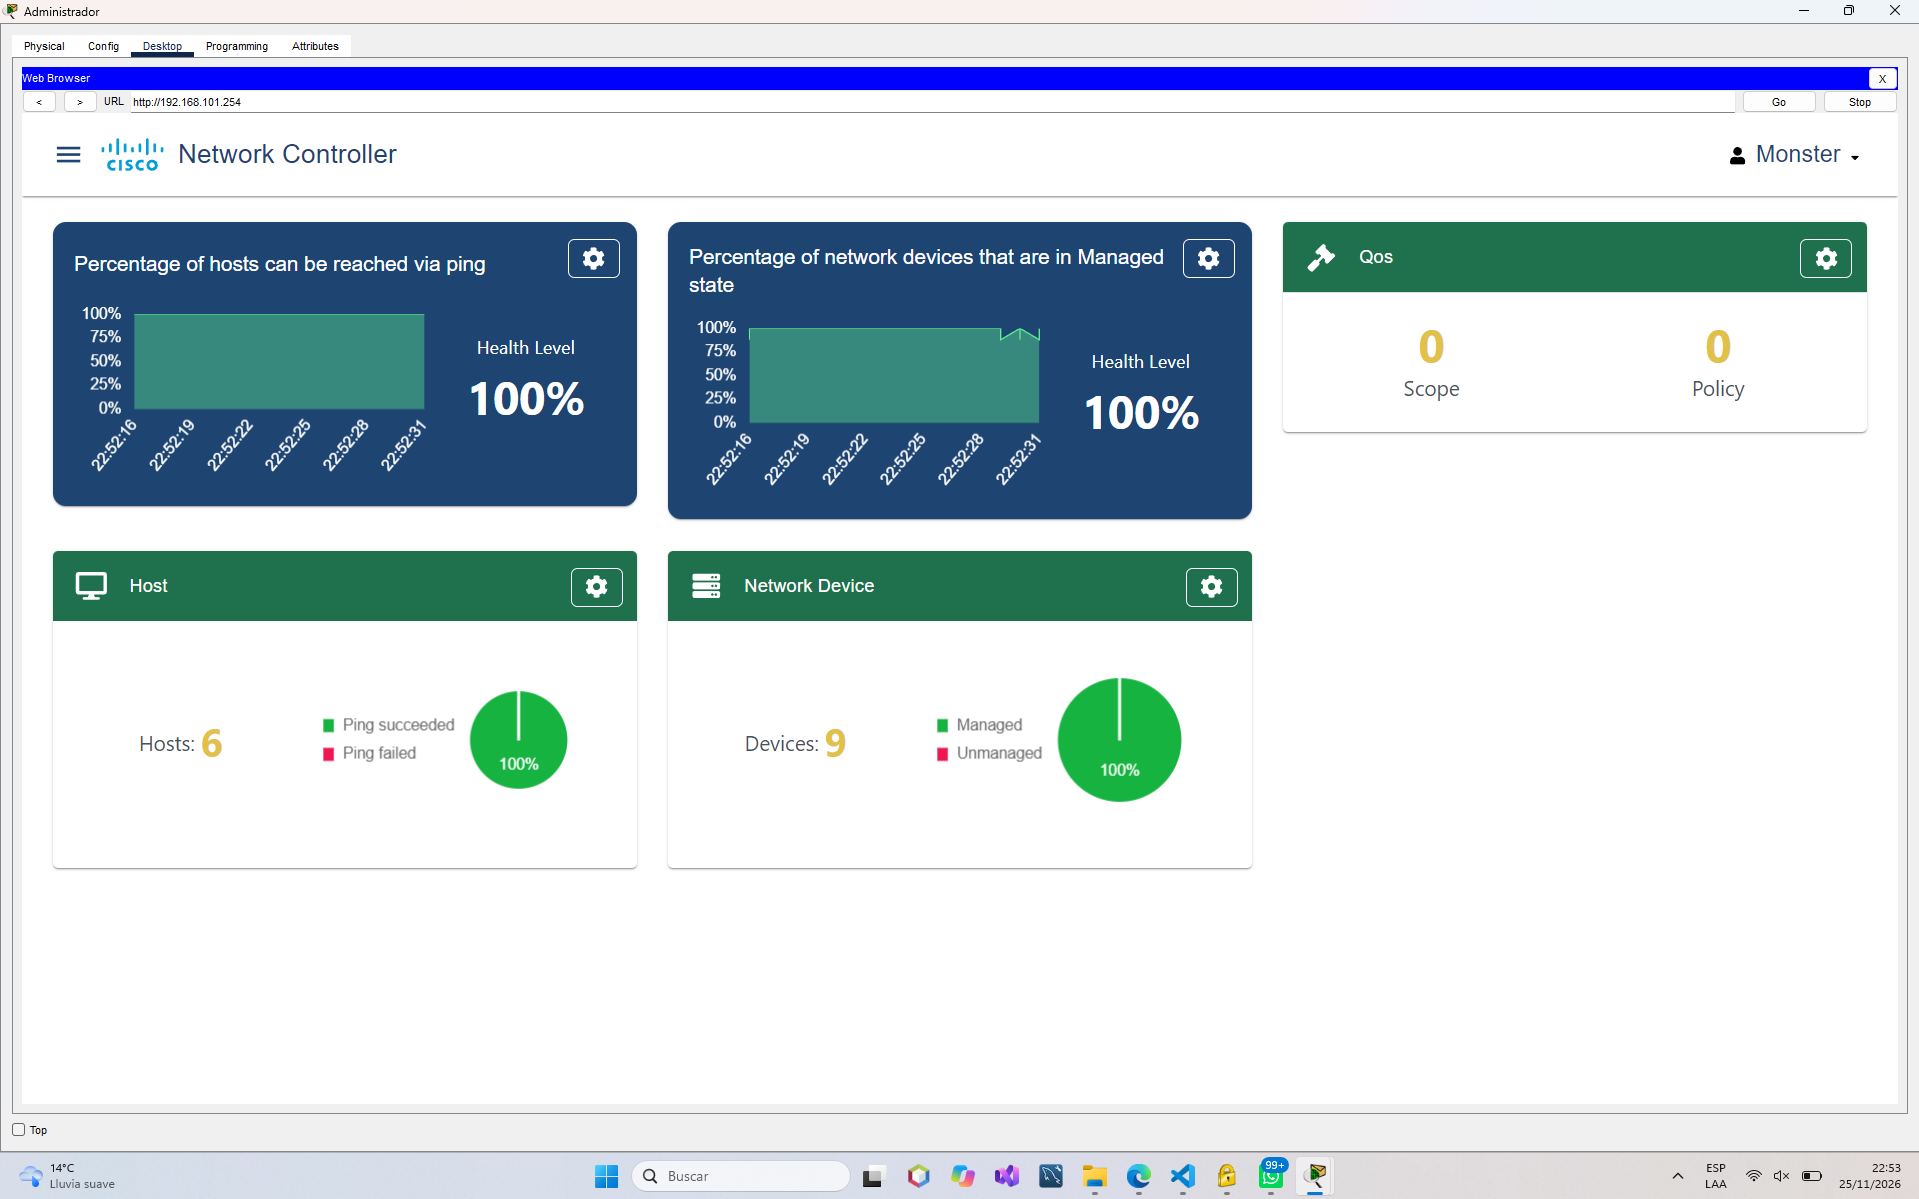 Administrador
Physical Config Desktop Programming Attributes
Web Browser
X
< > URL http://192.168.101.254 Go Stop
CISCO Network Controller
Monster
Percentage of hosts can be reached via ping
100%
75%
50%
25%
0%
22:52:16 22:52:19 22:52:22 22:52:25 22:52:28 22:52:31
Health Level
100%
Percentage of network devices that are in Managed
state
100%
75%
50%
25%
0%
22:52:16 22:52:19 22:52:22 22:52:25 22:52:28 22:52:31
Health Level
100%
Qos
0 0
Scope Policy
Host
Hosts: 6
Ping succeeded
Ping failed
100%
Network Device
Devices: 9
Managed
Unmanaged
100%
Top
14°C
Lluvia suave
Buscar
99+
ESP
LAA
22:53
25/11/2026